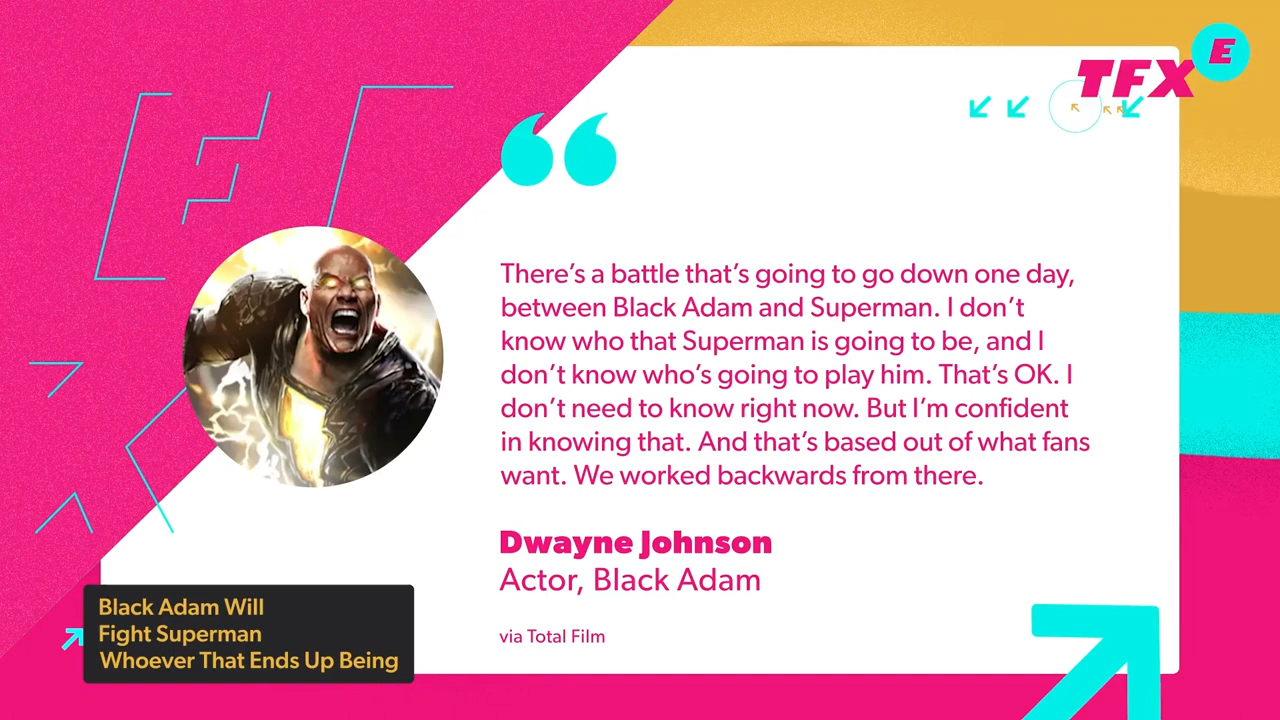 TFX
E
There's a battle that's going to go down one day,
between Black Adam and Superman. I don't
know who that Superman is going to be, and I
don't know who's going to play him. That's OK. I
don't need to know right now. But I'm confident
in knowing that. And that's based out of what fans
want. We worked backwards from there.
Dwayne Johnson
Actor, Black Adam
via Total Film
Black Adam Will
Fight Superman
Whoever That Ends Up Being